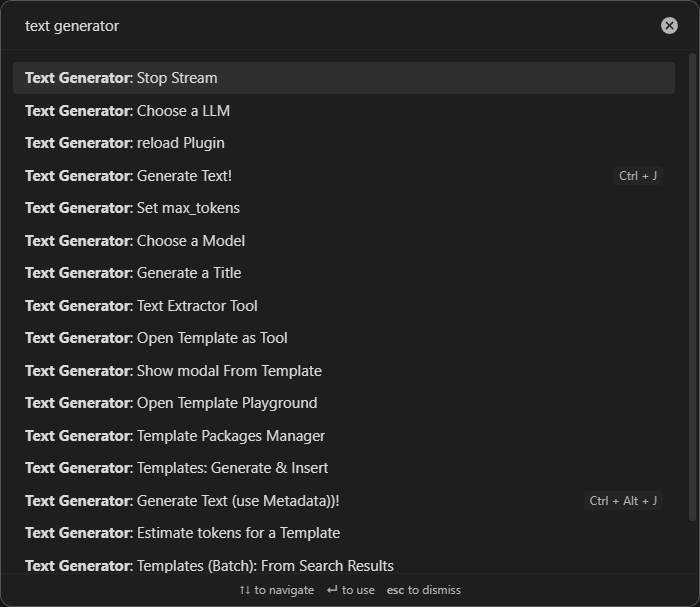 text generator
Text Generator: Stop Stream
Text Generator: Choose a LLM
Text Generator: reload Plugin
Text Generator: Generate Text! Ctrl + J
Text Generator: Set max_tokens
Text Generator: Choose a Model
Text Generator: Generate a Title
Text Generator: Text Extractor Tool
Text Generator: Open Template as Tool
Text Generator: Show modal From Template
Text Generator: Open Template Playground
Text Generator: Template Packages Manager
Text Generator: Templates: Generate & Insert
Text Generator: Generate Text (use Metadata))! Ctrl + Alt + J
Text Generator: Estimate tokens for a Template
Text Generator: Templates (Batch): From Search Results
↑↓ to navigate ↵ to use esc to dismiss